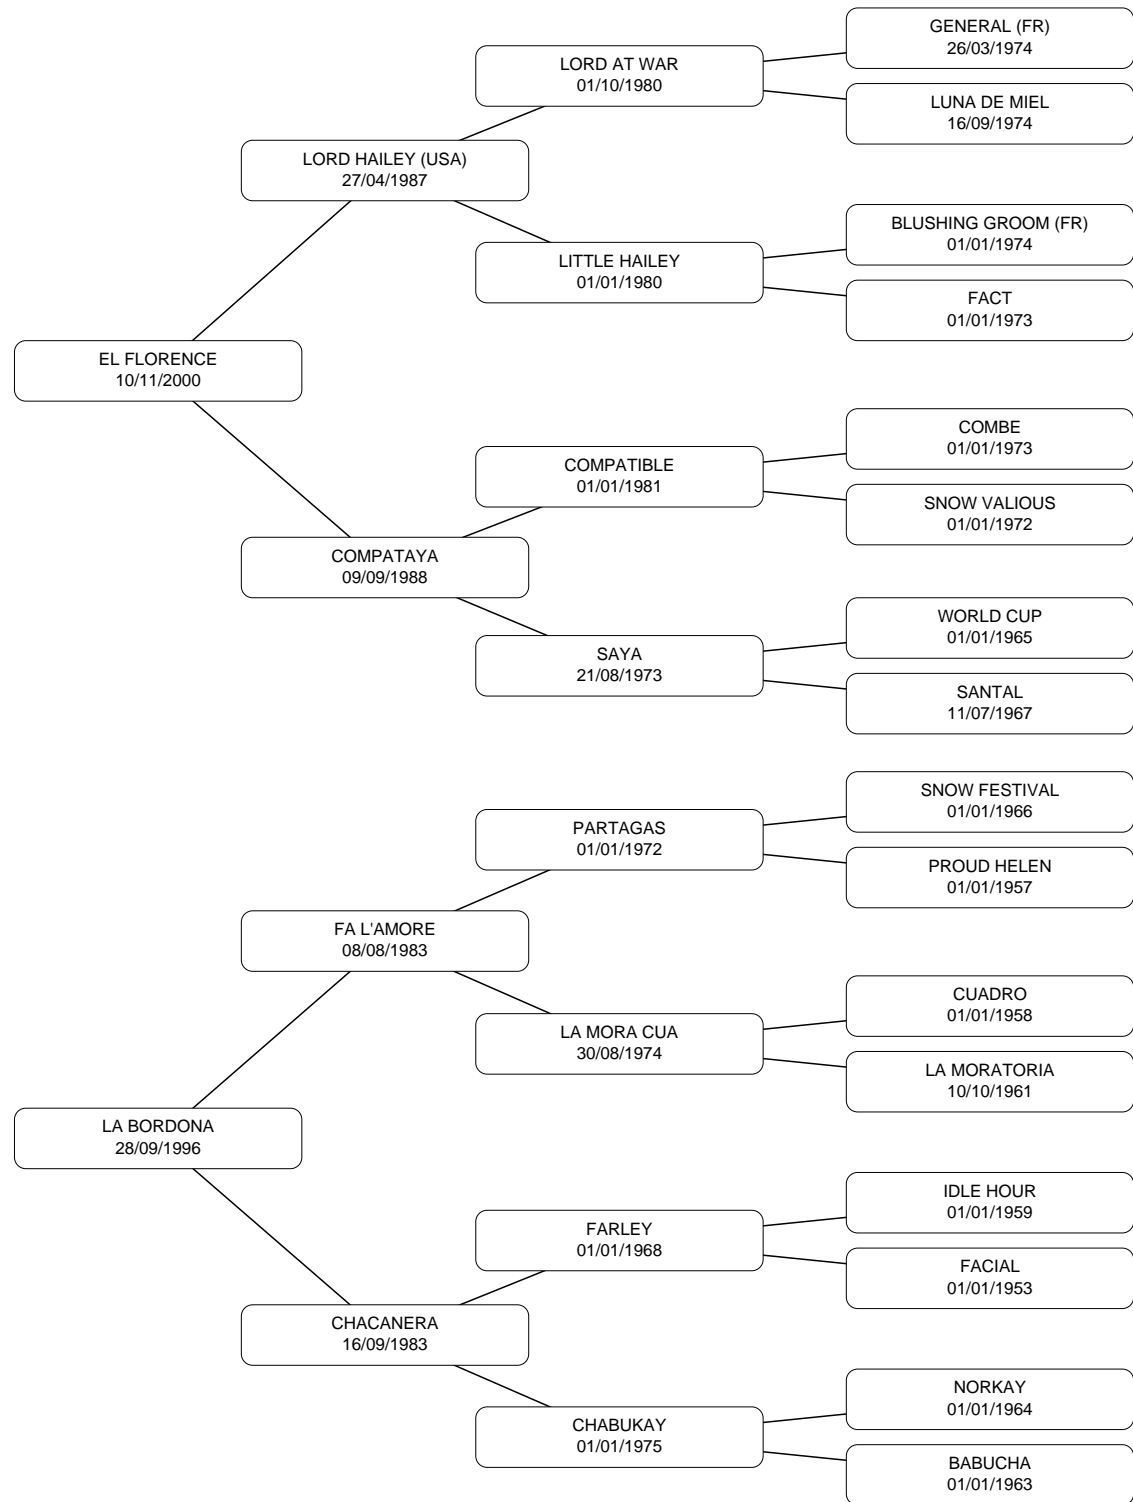 GENERAL (FR)
26/03/1974
LORD AT WAR
01/10/1980
LUNA DE MIEL
16/09/1974
LORD HAILEY (USA)
27/04/1987
BLUSHING GROOM (FR)
01/01/1974
LITTLE HAILEY
01/01/1980
FACT
01/01/1973
EL FLORENCE
10/11/2000
COMBE
01/01/1973
COMPATIBLE
01/01/1981
SNOW VALIOUS
01/01/1972
COMPATAYA
09/09/1988
WORLD CUP
01/01/1965
SAYA
21/08/1973
SANTAL
11/07/1967
SNOW FESTIVAL
01/01/1966
PARTAGAS
01/01/1972
PROUD HELEN
01/01/1957
FA L'AMORE
08/08/1983
CUADRO
01/01/1958
LA MORA CUA
30/08/1974
LA MORATORIA
10/10/1961
LA BORDONA
28/09/1996
IDLE HOUR
01/01/1959
FARLEY
01/01/1968
FACIAL
01/01/1953
CHACANERA
16/09/1983
NORKAY
01/01/1964
CHABUKAY
01/01/1975
BABUCHA
01/01/1963